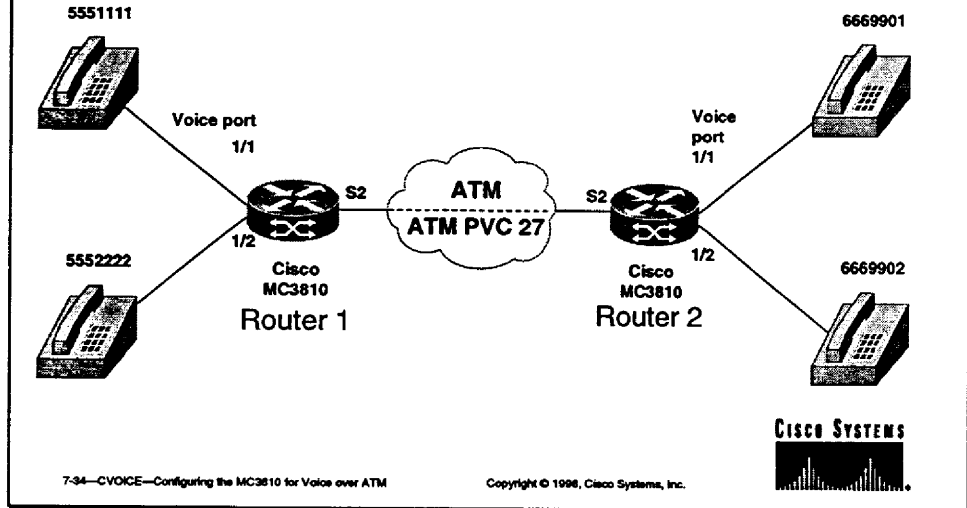 5551111
6669901
Voice port
1/1
Voice
port
1/1
S2
ATM
S2
ATM PVC 27
1/2
1/2
5552222
Cisco
MC3810
Cisco
MC3810
6669902
Router 1
Router 2
CISCO SYSTEMS
7-34—CVOICE—Configuring the MC3810 for Voice over ATM
Copyright © 1998, Cisco Systems, Inc.